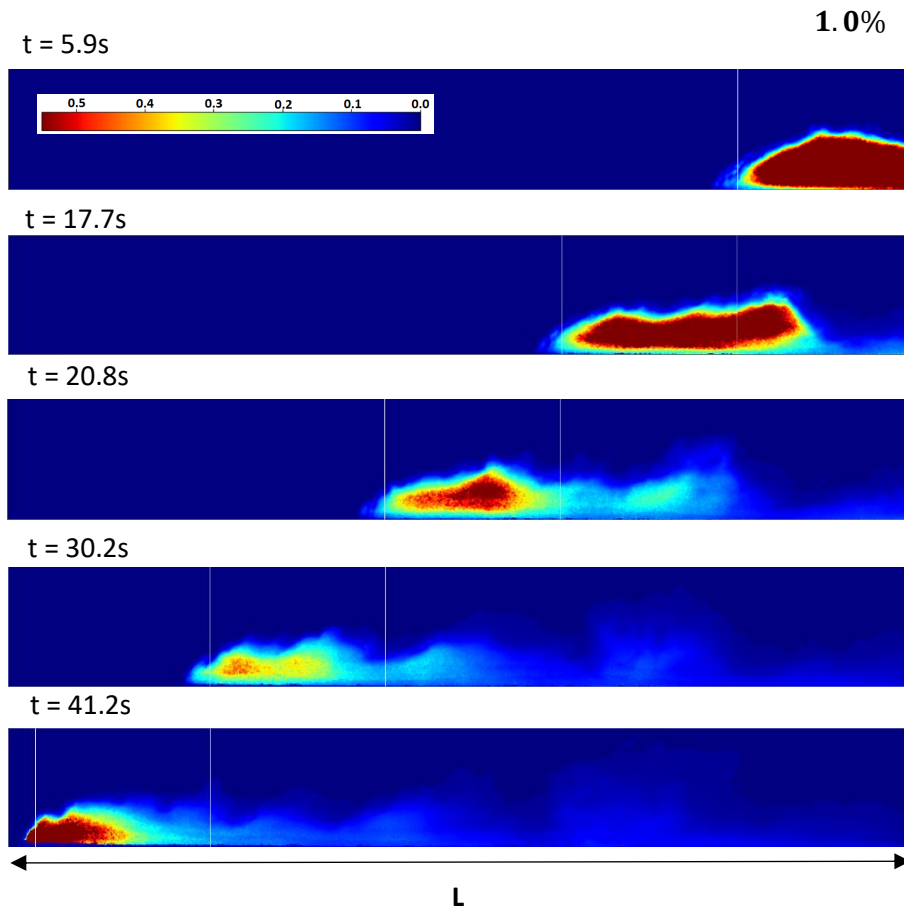 1.0%
t = 5.9s
0.5 0.4 0.3 0.2 0.1 0.0
t = 17.7s
t = 20.8s
t = 30.2s
t = 41.2s
L